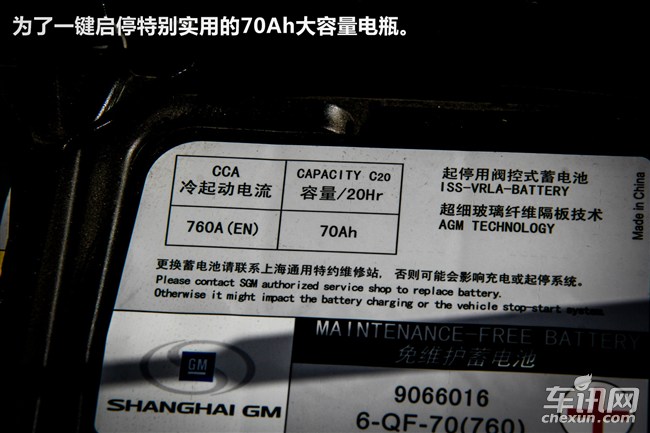 为了一键启停特别实用的70Ah大容量电瓶。
CCA
冷起动电流
CAPACITY C20
容量/20Hr
760A(EN)
70Ah
起停用阀控式蓄电池
ISS-VRLA-BATTERY
超细玻璃纤维隔板技术
AGM TECHNOLOGY
Made in China
更换蓄电池请联系上海通用特约维修站，否则可能会影响充电或起停系统。
Please contact SGM authorized service shop to replace battery.
Otherwise it might impact the battery charging or the vehicle stop-start system.
MAINTENANCE-FREE BATTERY
免维护蓄电池
GM
SHANGHAI GM
9066016
6-QF-70(760)
车讯网
chexun.com